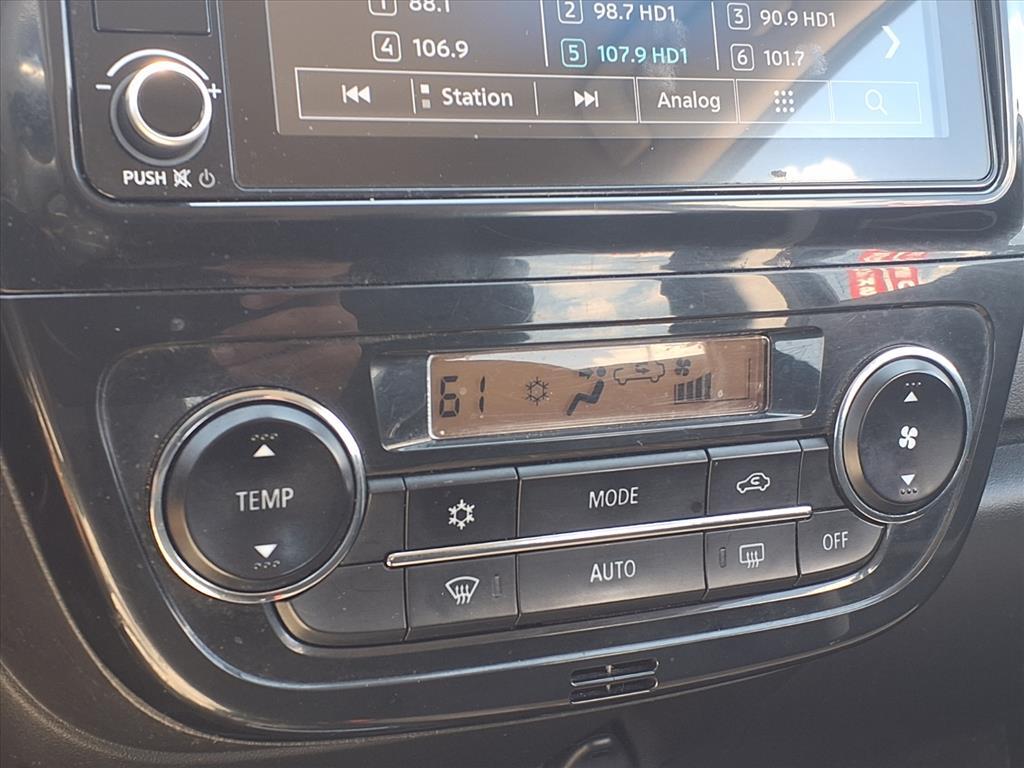 1 88.1 2 98.7 HD1 3 90.9 HD1
4 106.9 5 107.9 HD1 6 101.7
Station Analog
- +
PUSH
61
TEMP
MODE
AUTO
OFF